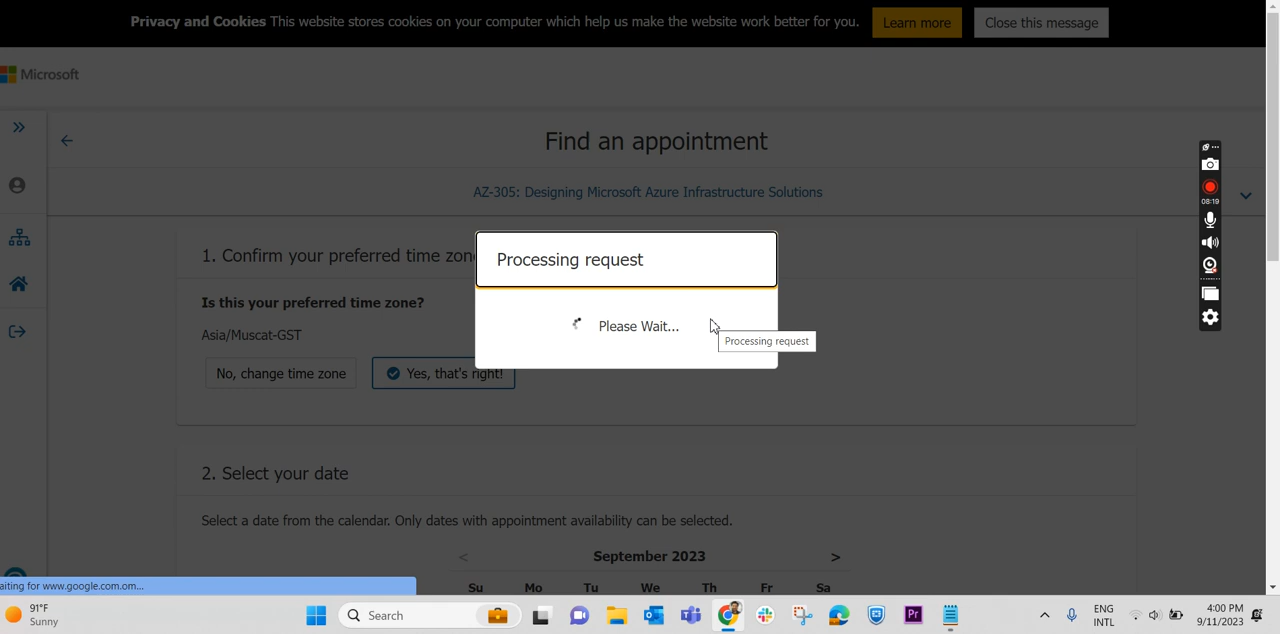 Privacy and Cookies This website stores cookies on your computer which help us make the website work better for you. Learn more Close this message
Microsoft
Find an appointment
AZ-305: Designing Microsoft Azure Infrastructure Solutions
08:19
1. Confirm your preferred time zon
Processing request
Is this your preferred time zone?
Please Wait...
Processing request
Asia/Muscat-GST
No, change time zone Yes, that's right!
2. Select your date
Select a date from the calendar. Only dates with appointment availability can be selected.
< September 2023 >
Su Mo Tu We Th Fr Sa
aiting for www.google.com.om...
91°F
Sunny
Search
Pr
ENG
INTL
4:00 PM
9/11/2023